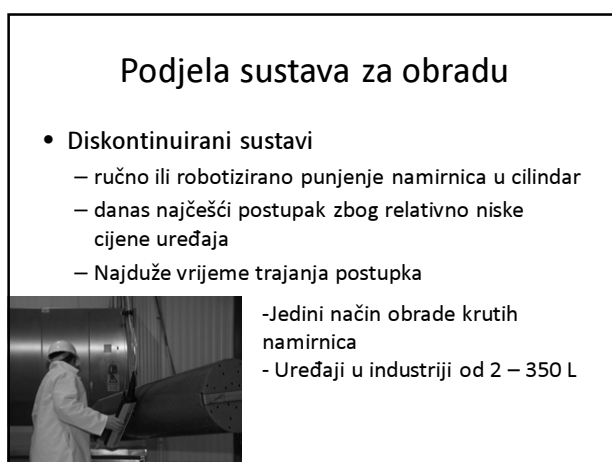 Podjela sustava za obradu
• Diskontinuirani sustavi
– ručno ili robotizirano punjenje namirnica u cilindar
– danas najčešći postupak zbog relativno niske
cijene uređaja
– Najduže vrijeme trajanja postupka
-Jedini način obrade krutih
namirnica
- Uređaji u industriji od 2 – 350 L